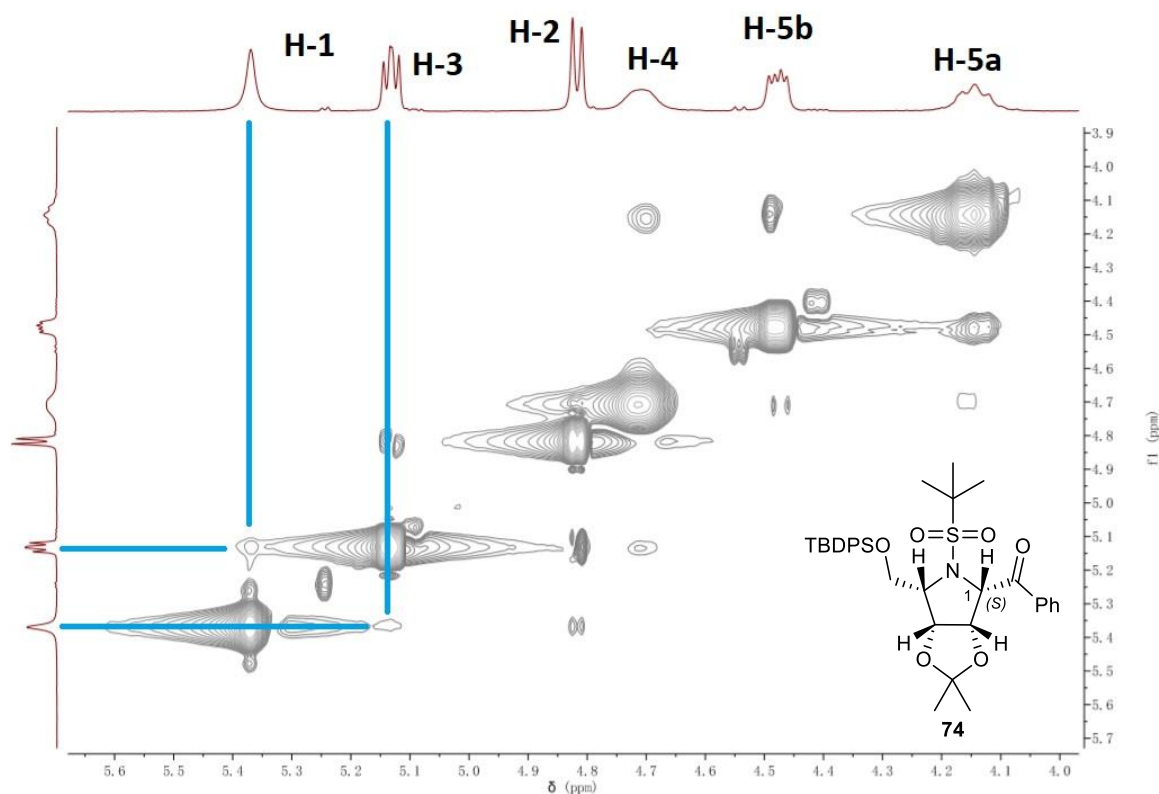 H-1
H-3
H-2
H-4
H-5b
H-5a
3.9
4.0
4.1
4.2
4.3
4.4
4.5
4.6
4.7
4.8
4.9
5.0
5.1
5.2
5.3
5.4
5.5
5.6
5.7
f1 (ppm)
O=S=O
TBDPSO
H
N
H
O
1
(S)
Ph
H
H
O
O
74
5.6 5.5 5.4 5.3 5.2 5.1 5.0 4.9 4.8 4.7 4.6 4.5 4.4 4.3 4.2 4.1 4.0
δ (ppm)